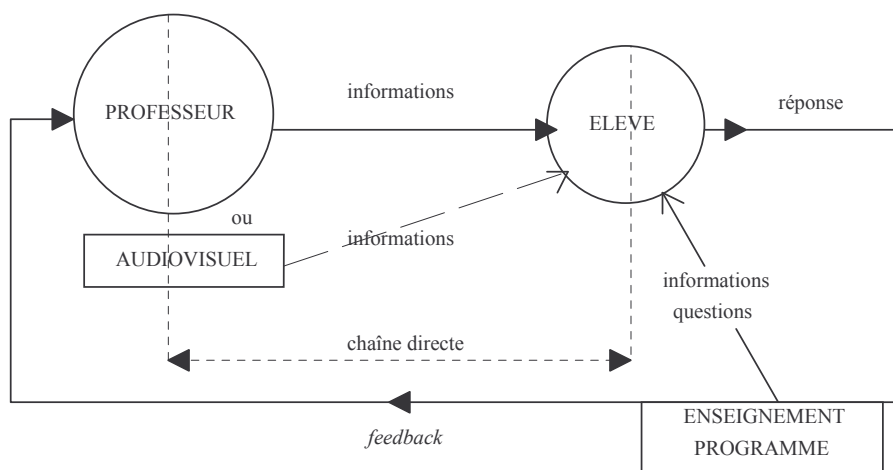 informations
PROFESSEUR
ELEVE
réponse
ou
AUDIOVISUEL
informations
informations
questions
chaîne directe
feedback
ENSEIGNEMENT
PROGRAMME